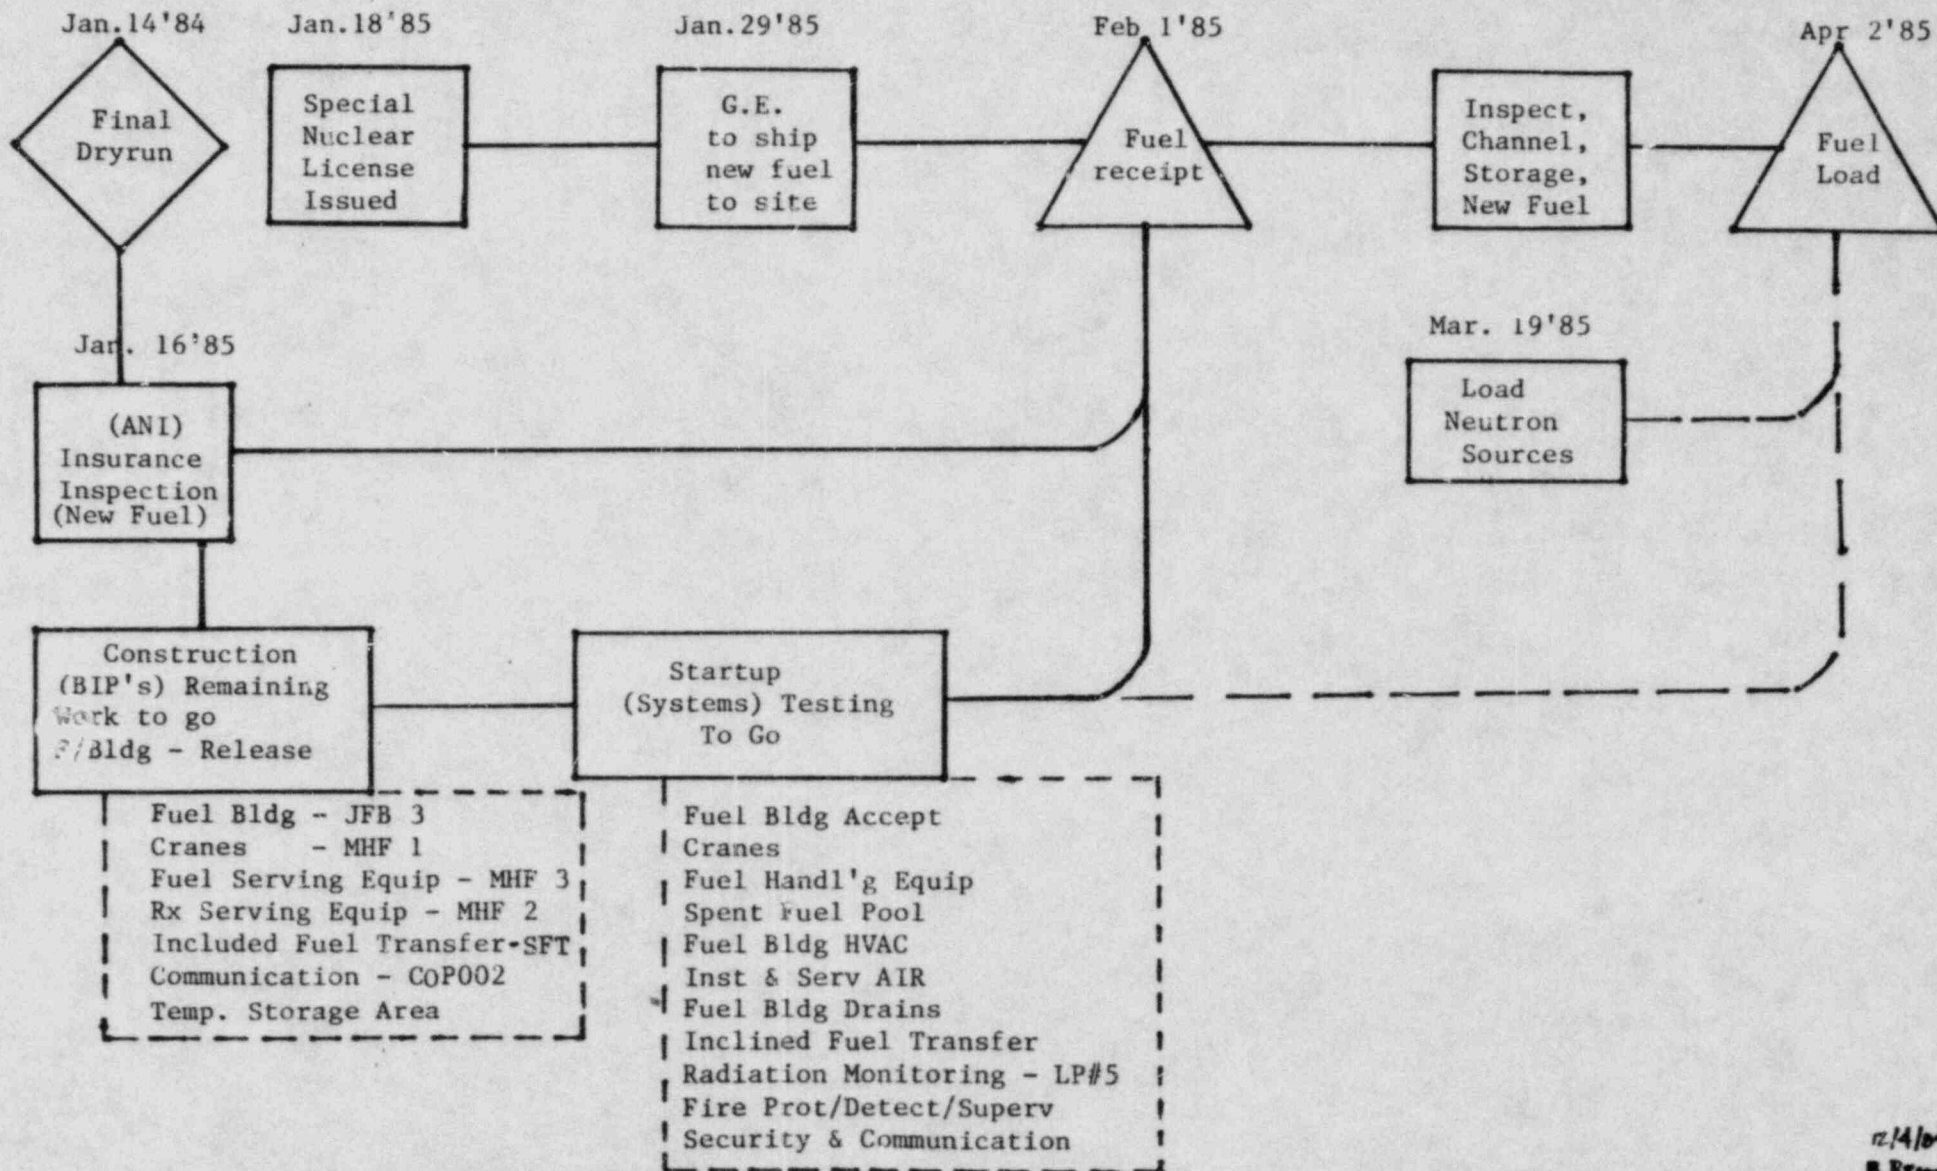 Jan.14'84
Final
Dryrun
Jan.18'85
Special
Nuclear
License
Issued
Jan.29'85
G.E.
to ship
new fuel
to site
Feb 1'85
Fuel
receipt
Inspect,
Channel,
Storage,
New Fuel
Apr 2'85
Fuel
Load
Jan. 16'85
(ANI)
Insurance
Inspection
(New Fuel)
Mar. 19'85
Load
Neutron
Sources
Construction
(BIP's) Remaining
Work to go
F/Bldg - Release
Startup
(Systems) Testing
To Go
Fuel Bldg - JFB 3
Cranes - MHF 1
Fuel Serving Equip - MHF 3
Rx Serving Equip - MHF 2
Included Fuel Transfer-SFT
Communication - COP002
Temp. Storage Area
Fuel Bldg Accept
Cranes
Fuel Handl'g Equip
Spent Fuel Pool
Fuel Bldg HVAC
Inst & Serv AIR
Fuel Bldg Drains
Inclined Fuel Transfer
Radiation Monitoring - LP#5
Fire Prot/Detect/Superv
Security & Communication